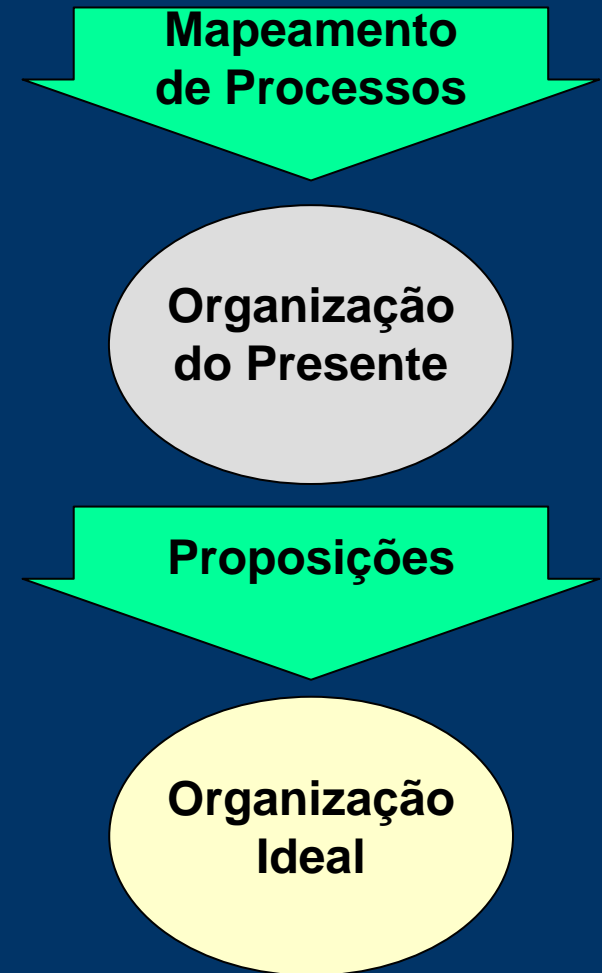 Mapeamento
de Processos
Organização
do Presente
Proposições
Organização
Ideal